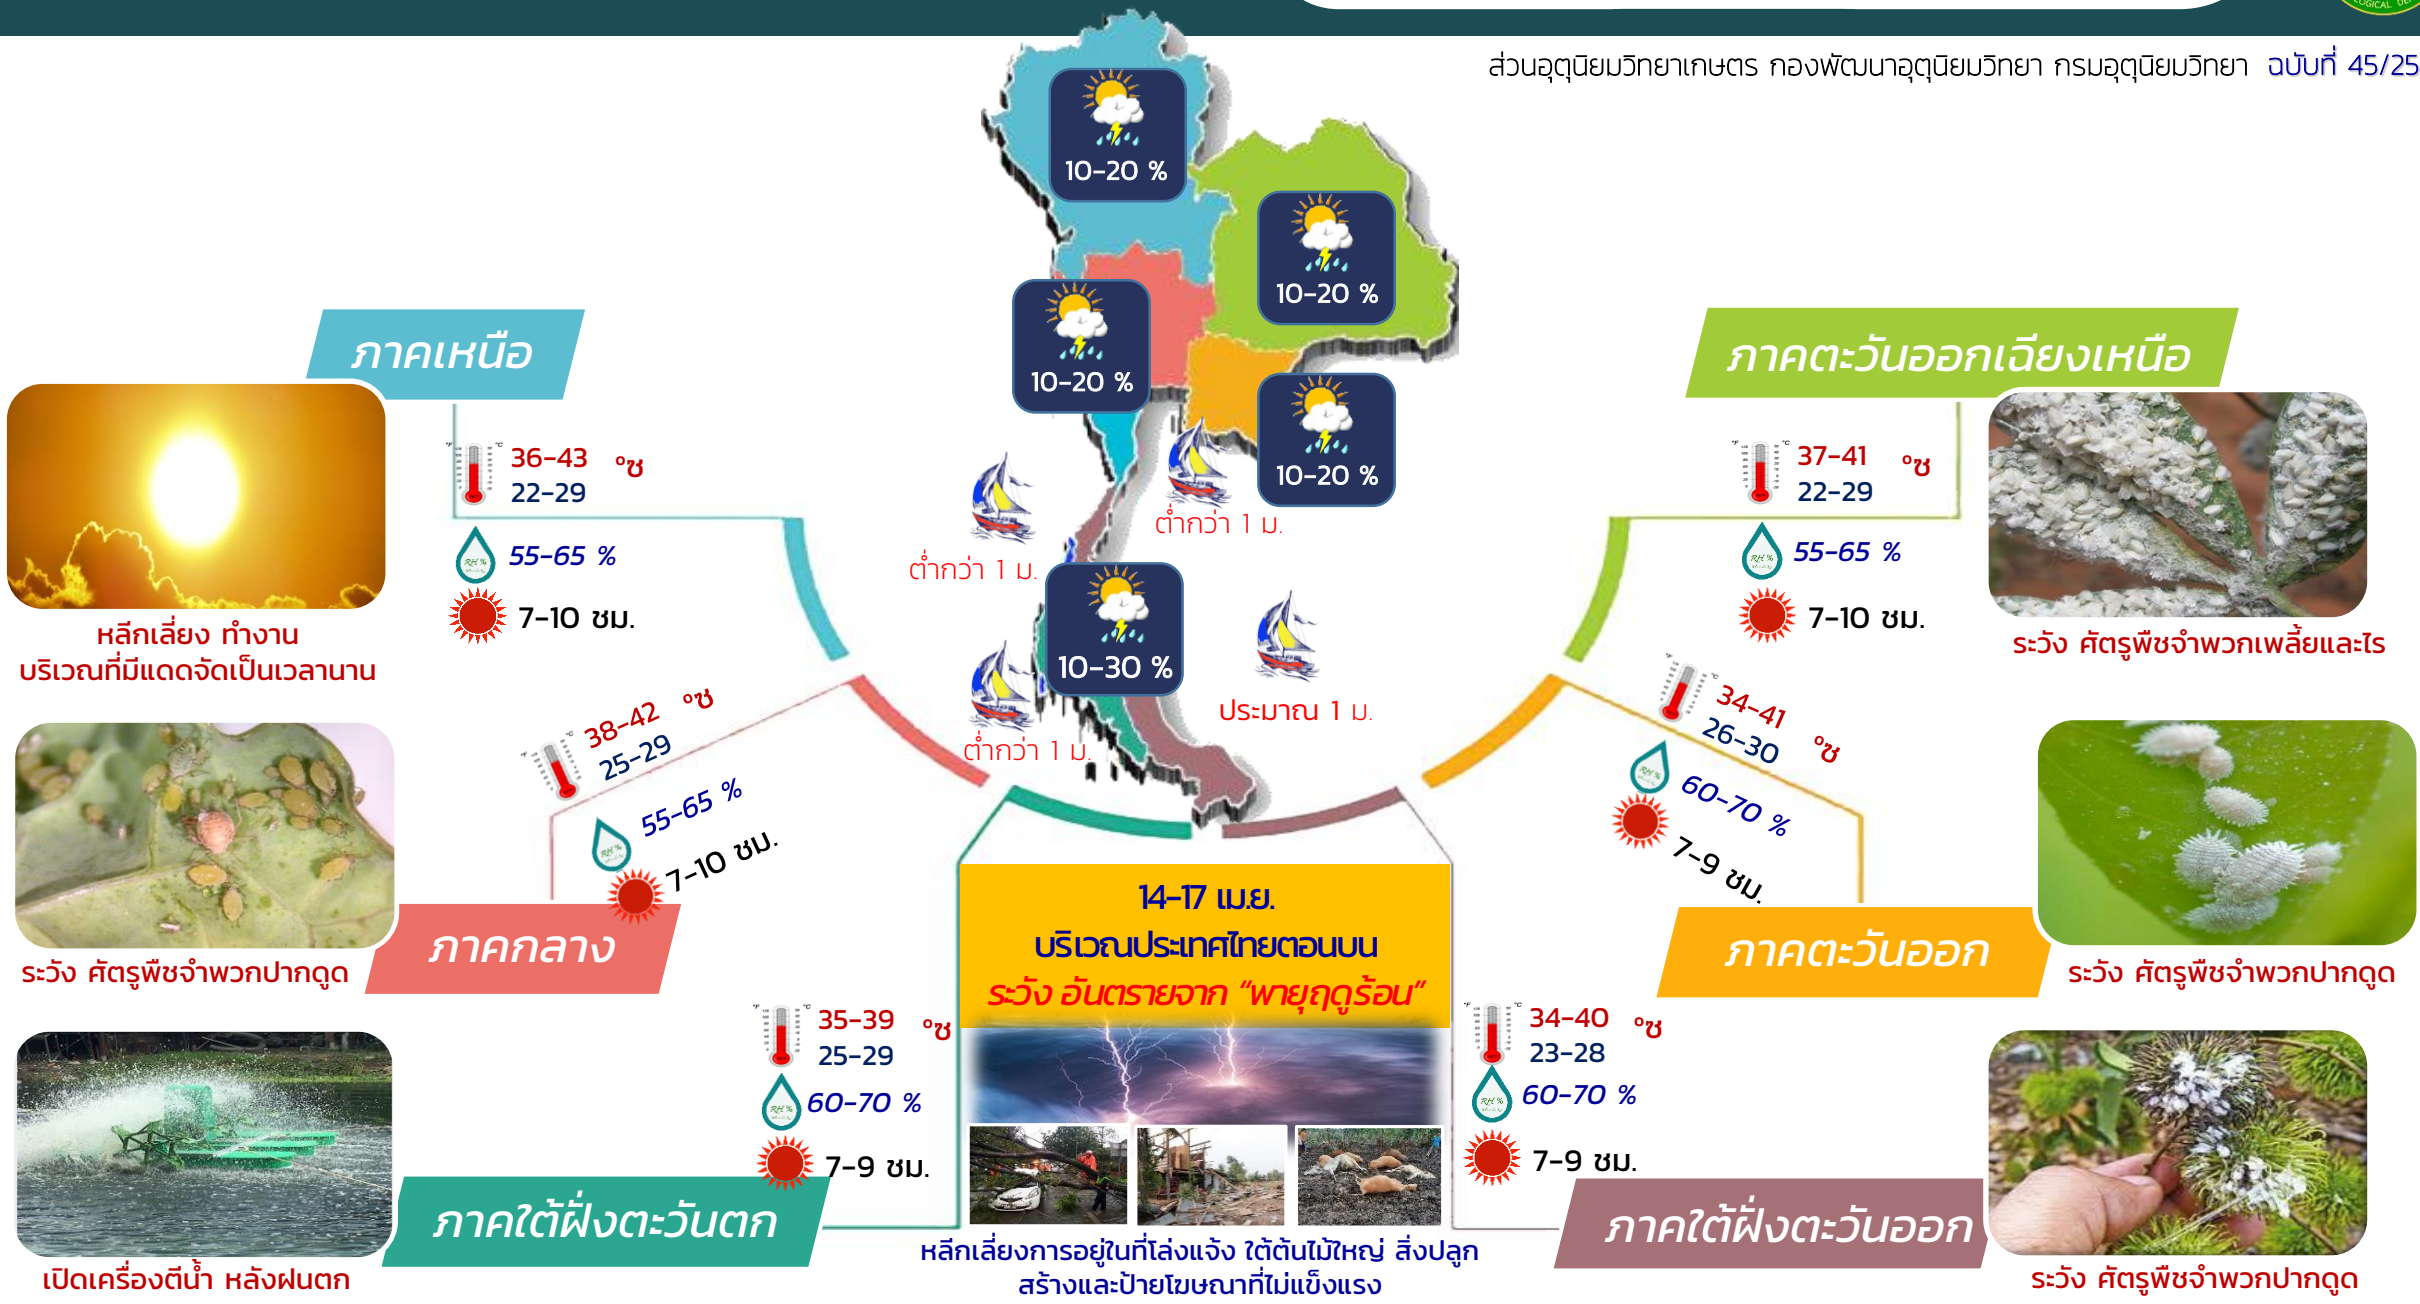 ส่วนอุตุนิยมวิทยาเกษตร กองพัฒนาอุตุนิยมวิทยา กรมอุตุนิยมวิทยา ฉบับที่ 45/25
10-20 %
10-20 %
10-20 %
10-20 %
ต่ำกว่า 1 ม.
ต่ำกว่า 1 ม.
10-30 %
ประมาณ 1 ม.
ต่ำกว่า 1 ม.
ภาคเหนือ
36-43 °ซ
22-29
55-65 %
7-10 ชม.
หลีกเลี่ยง ทำงาน
บริเวณที่มีแดดจัดเป็นเวลานาน
ภาคตะวันออกเฉียงเหนือ
37-41 °ซ
22-29
55-65 %
7-10 ชม.
ระวัง ศัตรูพืชจำพวกเพลี้ยและไร
38-42 °ซ
25-29
55-65 %
7-10 ชม.
ภาคกลาง
ระวัง ศัตรูพืชจำพวกปากดูด
34-41
26-30 °ซ
60-70 %
7-9 ชม.
ภาคตะวันออก
ระวัง ศัตรูพืชจำพวกปากดูด
14-17 เม.ย.
บริเวณประเทศไทยตอนบน
ระวัง อันตรายจาก “พายุฤดูร้อน”
หลีกเลี่ยงการอยู่ในที่โล่งแจ้ง ใต้ต้นไม้ใหญ่ สิ่งปลูก
สร้างและป้ายโฆษณาที่ไม่แข็งแรง
35-39 °ซ
25-29
60-70 %
7-9 ชม.
ภาคใต้ฝั่งตะวันตก
เปิดเครื่องตีน้ำ หลังฝนตก
34-40 °ซ
23-28
60-70 %
7-9 ชม.
ภาคใต้ฝั่งตะวันออก
ระวัง ศัตรูพืชจำพวกปากดูด